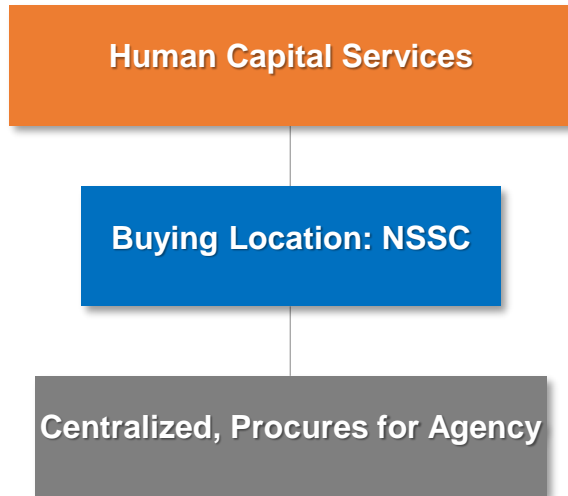 Human Capital Services
Buying Location: NSSC
Centralized, Procures for Agency